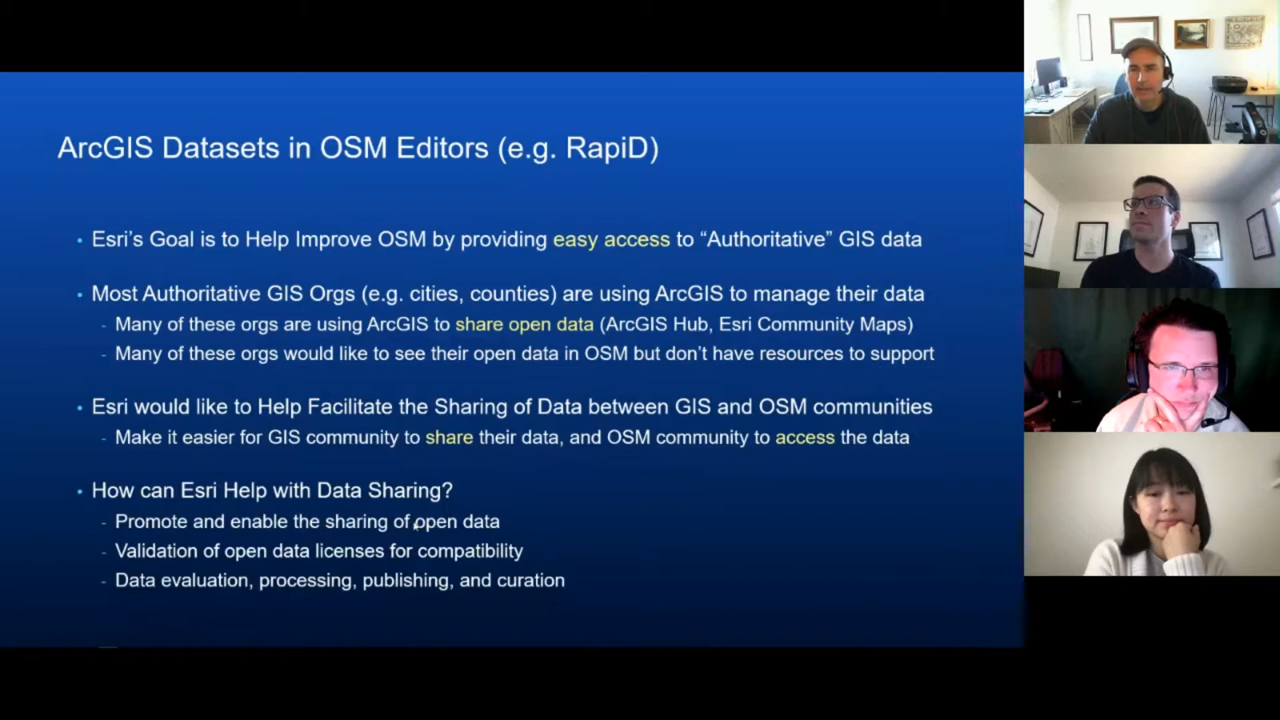 ArcGIS Datasets in OSM Editors (e.g. RapiD)
• Esri’s Goal is to Help Improve OSM by providing easy access to “Authoritative” GIS data
• Most Authoritative GIS Orgs (e.g. cities, counties) are using ArcGIS to manage their data
- Many of these orgs are using ArcGIS to share open data (ArcGIS Hub, Esri Community Maps)
- Many of these orgs would like to see their open data in OSM but don’t have resources to support
• Esri would like to Help Facilitate the Sharing of Data between GIS and OSM communities
- Make it easier for GIS community to share their data, and OSM community to access the data
• How can Esri Help with Data Sharing?
- Promote and enable the sharing of open data
- Validation of open data licenses for compatibility
- Data evaluation, processing, publishing, and curation